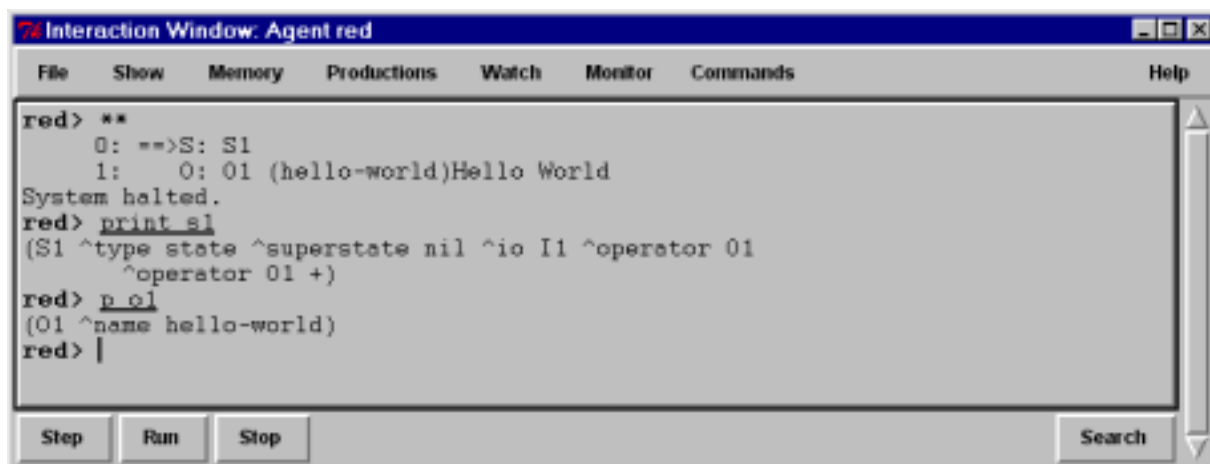 Interaction Window: Agent red
File Show Memory Productions Watch Monitor Commands Help
red> **
0: ==>S: S1
1: O: O1 (hello-world)Hello World
System halted.
red> print s1
(S1 ^type state ^superstate nil ^io I1 ^operator O1
^operator O1 +)
red> p o1
(O1 ^name hello-world)
red>
Step Run Stop Search